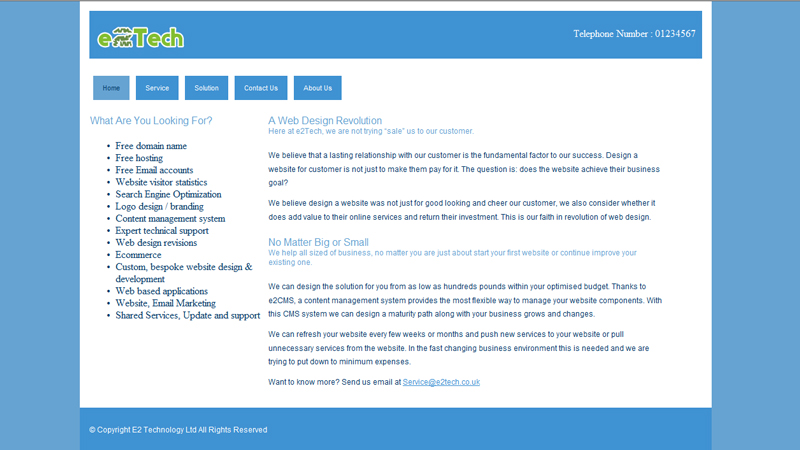 e2Tech
Telephone Number : 01234567
Home
Service
Solution
Contact Us
About Us
What Are You Looking For?
Free domain name
Free hosting
Free Email accounts
Website visitor statistics
Search Engine Optimization
Logo design / branding
Content management system
Expert technical support
Web design revisions
Ecommerce
Custom, bespoke website design &
development
Web based applications
Website, Email Marketing
Shared Services, Update and support
A Web Design Revolution
Here at e2Tech, we are not trying “sale” us to our customer.
We believe that a lasting relationship with our customer is the fundamental factor to our success. Design a
website for customer is not just to make them pay for it. The question is: does the website achieve their business
goal?
We believe design a website was not just for good looking and cheer our customer, we also consider whether it
does add value to their online services and return their investment. This is our faith in revolution of web design.
No Matter Big or Small
We help all sized of business, no matter you are just about start your first website or continue improve your
existing one.
We can design the solution for you from as low as hundreds pounds within your optimised budget. Thanks to
e2CMS, a content management system provides the most flexible way to manage your website components. With
this CMS system we can design a maturity path along with your business grows and changes.
We can refresh your website every few weeks or months and push new services to your website or pull
unnecessary services from the website. In the fast changing business environment this is needed and we are
trying to put down to minimum expenses.
Want to know more? Send us email at Service@e2tech.co.uk
© Copyright E2 Technology Ltd All Rights Reserved